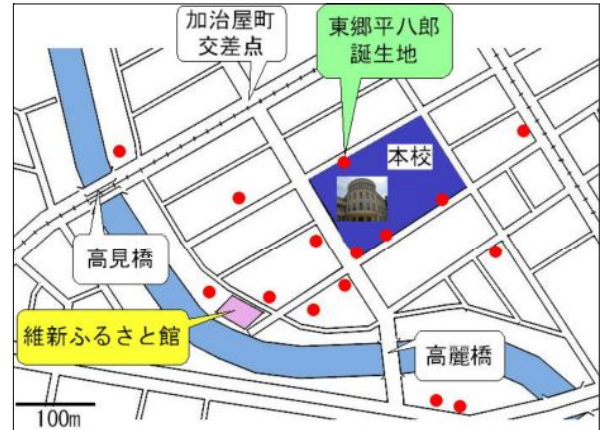 加治屋町
交差点
東郷平八郎
誕生地
本校
高見橋
維新ふるさと館
高麗橋
100m